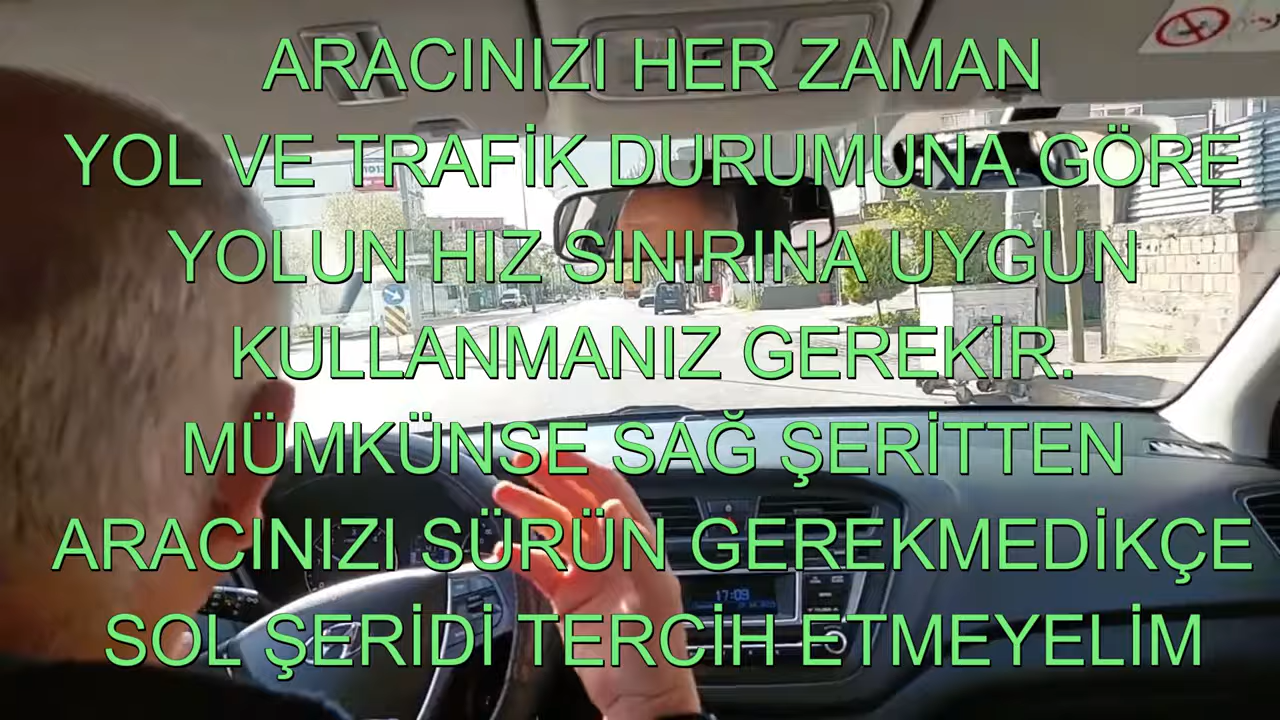 ARACINIZI HER ZAMAN
YOL VE TRAFİK DURUMUNA GÖRE
YOLUN HIZ SINIRINA UYGUN
KULLANMANIZ GEREKİR.
MÜMKÜNSE SAĞ ŞERİTTEN
ARACINIZI SÜRÜN GEREKMEDİKÇE
SOL ŞERİDİ TERCİH ETMEYELİM
17:09